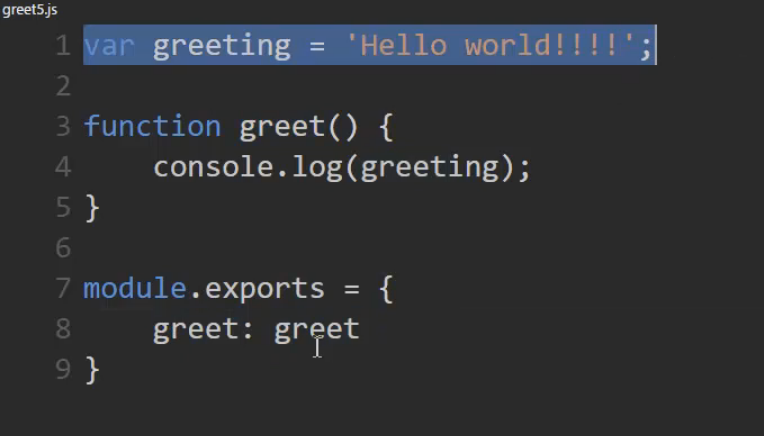 greet5.js
1 var greeting = 'Hello world!!!!';
2
3 function greet() {
4     console.log(greeting);
5 }
6
7 module.exports = {
8     greet: greet
9 }